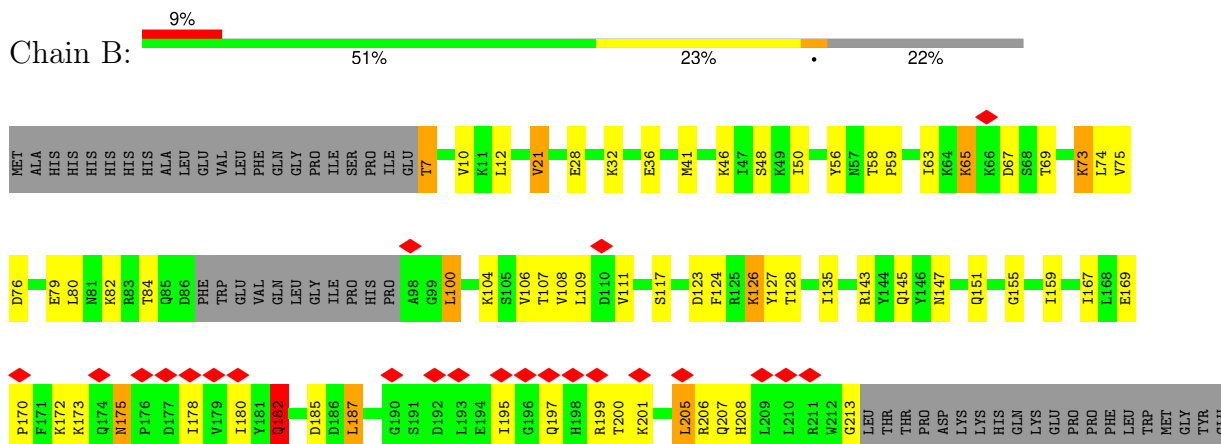 9%
Chain B:
51% 23% • 22%
MET ALA HIS HIS HIS HIS HIS HIS ALA LEU GLU VAL LEU PHE GLN GLY PRO ILE SER PRO ILE GLU T7 V10 K11 L12 V21 E28 K32 E36 M41 K46 I47 S48 K49 I50 Y56 N57 T58 P59 I63 K64 K65 K66 D67 S68 T69 K73 L74 V75
D76 E79 L80 N81 K82 R83 T84 Q85 D86 PHE TRP GLU VAL GLN LEU GLY ILE PRO HIS PRO A98 G99 L100 K104 S105 V106 T107 V108 L109 D110 V111 S117 D123 F124 R125 K126 Y127 T128 I135 R143 Y144 Q145 Y146 N147 Q151 G155 I159 I167 L168 E169
P170 F171 K172 K173 Q174 N175 P176 D177 I178 V179 I180 Y181 Q182 D185 D186 L187 G190 S191 D192 L193 E194 I195 G196 Q197 H198 R199 T200 K201 L205 R206 Q207 H208 L209 L210 R211 W212 G213 LEU THR THR PRO ASP LYS LYS HIS GLN LYS GLU PRO PRO PHE LEU TRP MET GLY TYR GLU